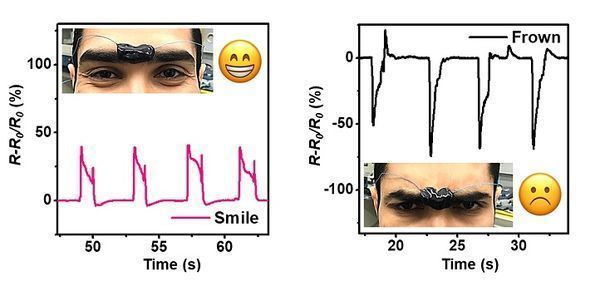 100
50
0
R-R0/R0 (%)
Smile
50 55 60
Time (s)
Frown
0
-50
-100
R-R0/R0 (%)
20 25 30
Time (s)